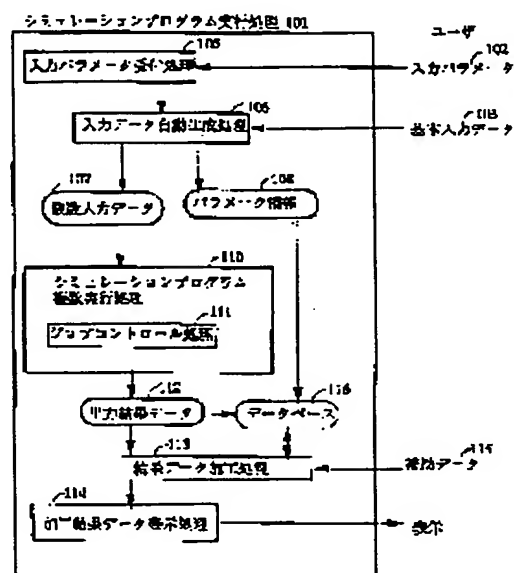 シミュレーションプログラム実行処理 101
ユーザ
105
102
入力パラメータ受付処理
入力パラメータ
106
入力データ自動生成処理
基本入力データ
107
108
複数入力データ
パラメータ情報
110
シミュレーションプログラム
複数実行処理
111
ジョブコントロール処理
112
116
出力結果データ
データベース
113
結果データ加工処理
補助データ
114
結果データ表示処理
表示